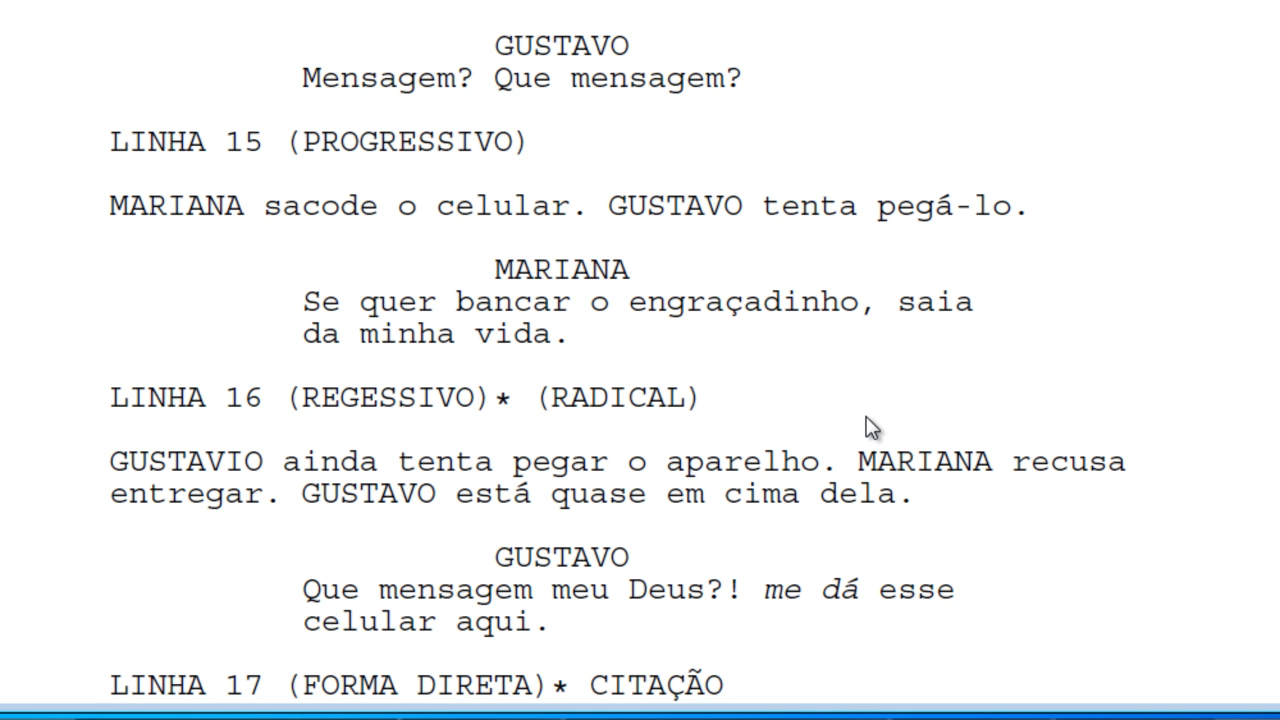 GUSTAVO
Mensagem? Que mensagem?
LINHA 15 (PROGRESSIVO)
MARIANA sacode o celular. GUSTAVO tenta pegá-lo.
MARIANA
Se quer bancar o engraçadinho, saia
da minha vida.
LINHA 16 (REGESSIVO)* (RADICAL)
GUSTAVIO ainda tenta pegar o aparelho. MARIANA recusa
entregar. GUSTAVO está quase em cima dela.
GUSTAVO
Que mensagem meu Deus?! me dá esse
celular aqui.
LINHA 17 (FORMA DIRETA)* CITAÇÃO